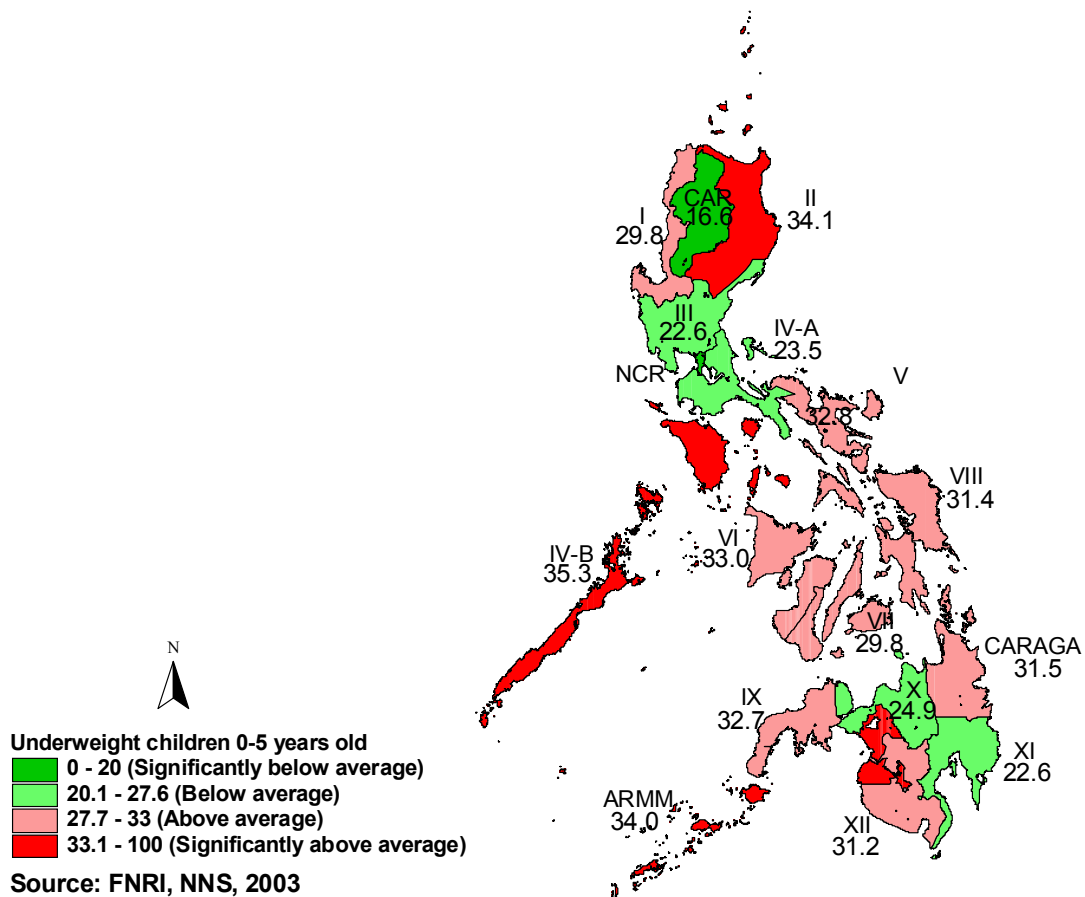 CAR
16.6
II
34.1
I
29.8
III
22.6
IV-A
23.5
NCR
V
32.8
VIII
31.4
VI
33.0
IV-B
35.3
VII
29.8
CARAGA
31.5
N
IX
32.7
X
24.9
XI
22.6
ARMM
34.0
XII
31.2
Underweight children 0-5 years old
0 - 20 (Significantly below average)
20.1 - 27.6 (Below average)
27.7 - 33 (Above average)
33.1 - 100 (Significantly above average)
Source: FNRI, NNS, 2003